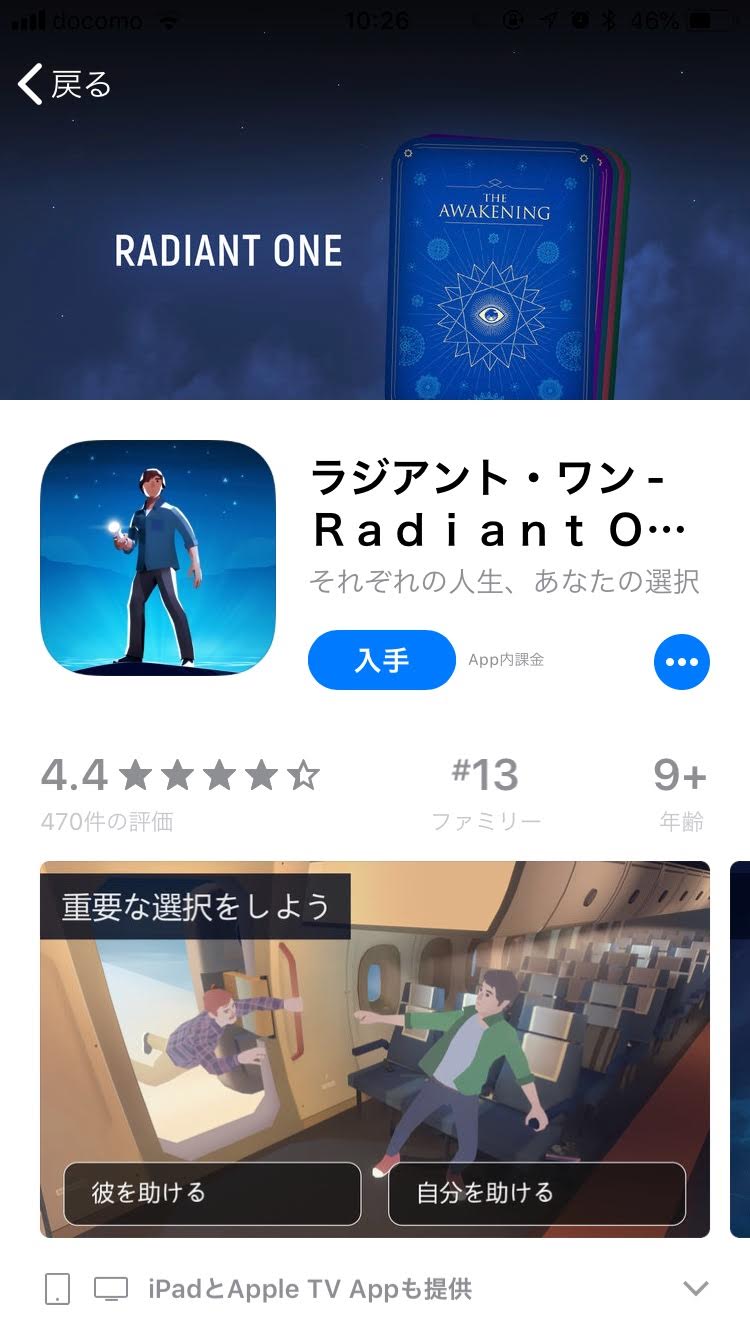 docomo 10:26 46%
戻る
THE
AWAKENING
RADIANT ONE
ラジアント・ワン -
Ｒａｄｉａｎｔ Ｏ…
それぞれの人生、あなたの選択
入手 App内課金
4.4 #13 9+
470件の評価 ファミリー 年齢
重要な選択をしよう
彼を助ける 自分を助ける
iPadとApple TV Appも提供